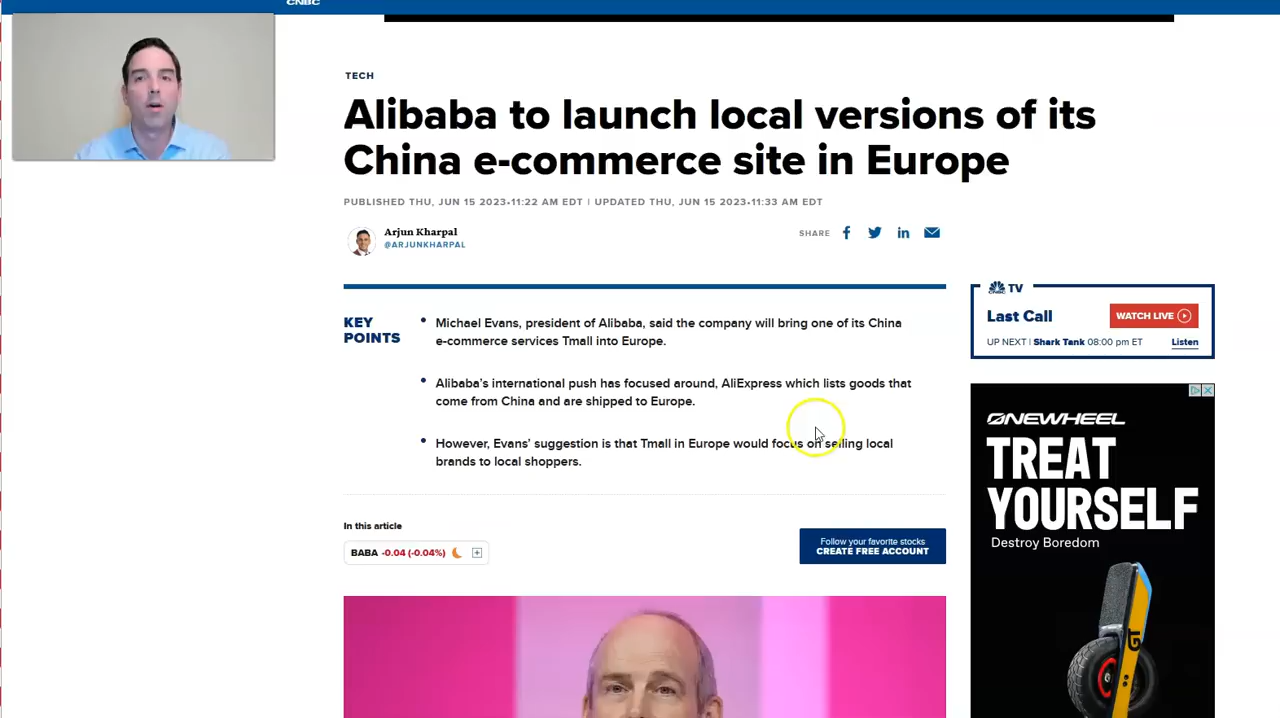 CNBC
TECH
Alibaba to launch local versions of its
China e-commerce site in Europe
PUBLISHED THU, JUN 15 2023•11:22 AM EDT | UPDATED THU, JUN 15 2023•11:33 AM EDT
Arjun Kharpal
@ARJUNKHARPAL
SHARE
KEY
POINTS
• Michael Evans, president of Alibaba, said the company will bring one of its China
e-commerce services Tmall into Europe.
• Alibaba's international push has focused around, AliExpress which lists goods that
come from China and are shipped to Europe.
• However, Evans' suggestion is that Tmall in Europe would focus on selling local
brands to local shoppers.
In this article
BABA -0.04 (-0.04%)
Follow your favorite stocks
CREATE FREE ACCOUNT
CNBC TV
Last Call
WATCH LIVE
UP NEXT | Shark Tank 08:00 pm ET
Listen
ONEWHEEL
TREAT
YOURSELF
Destroy Boredom
GT